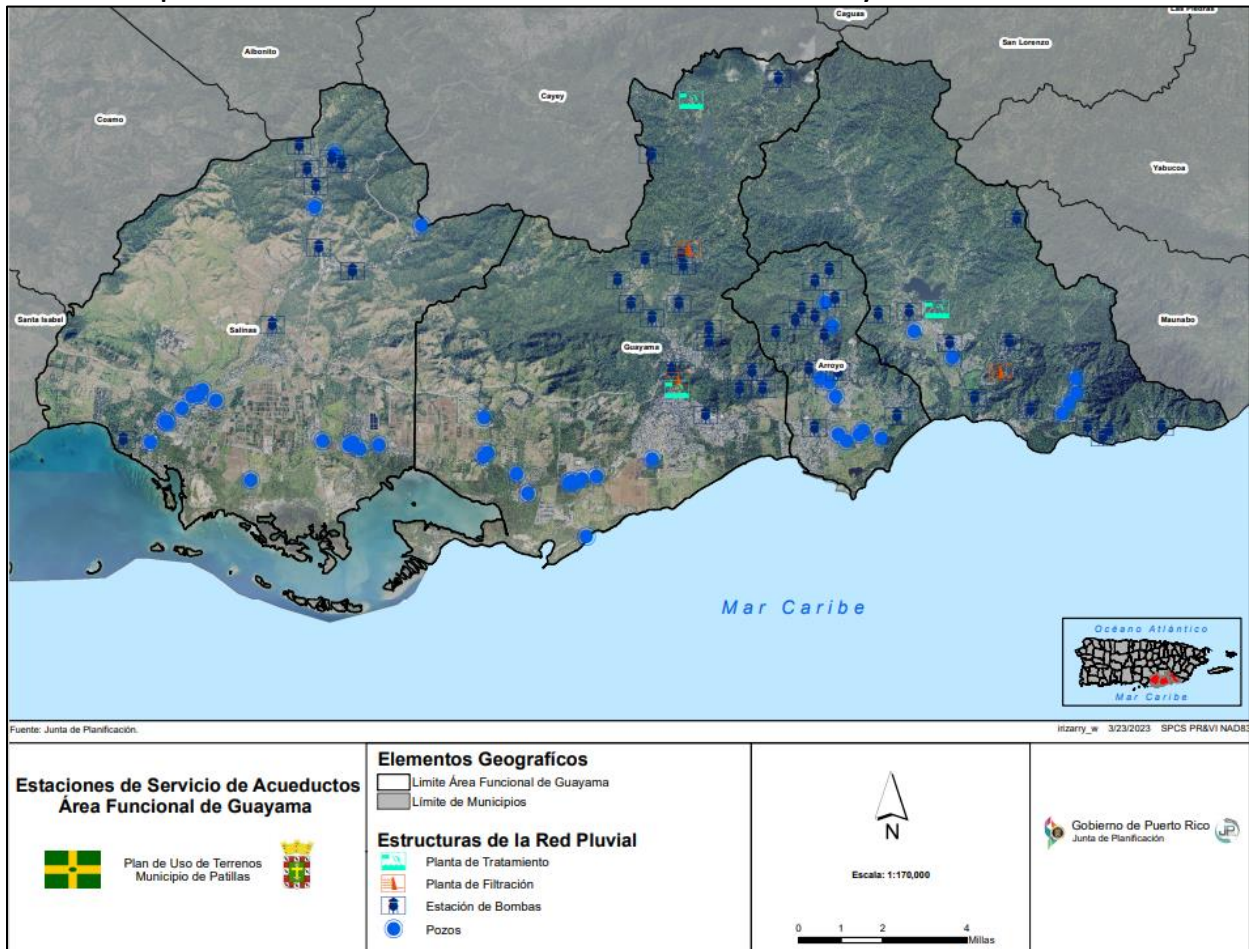 Caguas
Las Piedras
San Lorenzo
Aibonito
Cayey
Coamo
Yabucoa
Santa Isabel
Salinas
Maunabo
Guayama
Arroyo
Mar Caribe
Océano Atlántico
Mar Caribe
Fuente: Junta de Planificación.
irizarry_w 3/23/2023 SPCS PR&VI NAD83
Estaciones de Servicio de Acueductos
Área Funcional de Guayama
Plan de Uso de Terrenos
Municipio de Patillas
Elementos Geograficos
Limite Área Funcional de Guayama
Límite de Municipios
Estructuras de la Red Pluvial
Planta de Tratamiento
Planta de Filtración
Estación de Bombas
Pozos
N
Escala: 1:170,000
0 1 2 4
Millas
Gobierno de Puerto Rico
Junta de Planificación
JP